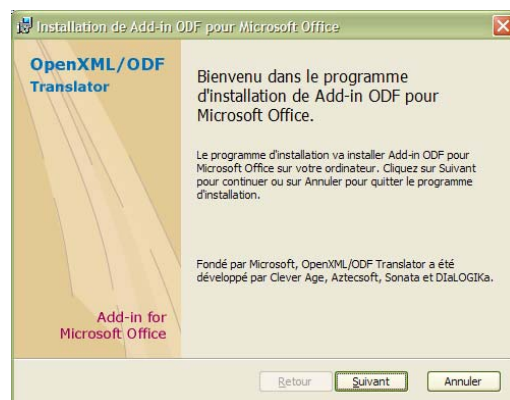 Installation de Add-in ODF pour Microsoft Office
OpenXML/ODF
Translator
Bienvenu dans le programme
d'installation de Add-in ODF pour
Microsoft Office.
Le programme d'installation va installer Add-in ODF pour
Microsoft Office sur votre ordinateur. Cliquez sur Suivant
pour continuer ou sur Annuler pour quitter le programme
d'installation.
Fondé par Microsoft, OpenXML/ODF Translator a été
développé par Clever Age, Aztecsoft, Sonata et DIaLOGIKa.
Add-in for
Microsoft Office
Retour Suivant Annuler